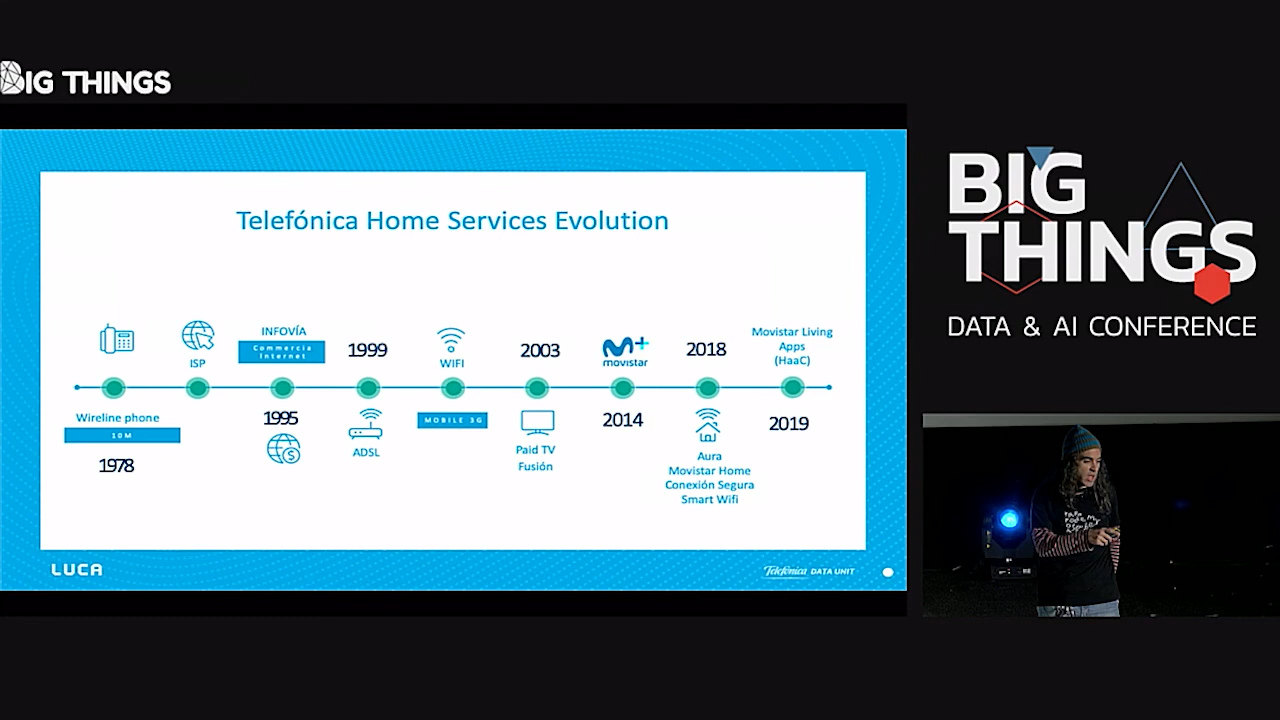 BIG THINGS
Telefónica Home Services Evolution
Wireline phone
10M
1978
ISP
INFOVÍA
Commercia
Internet
1995
1999
ADSL
WIFI
MOBILE 3G
2003
Paid TV
Fusión
M+
movistar
2014
2018
Aura
Movistar Home
Conexión Segura
Smart Wifi
Movistar Living
Apps
(HaaC)
2019
LUCA
Telefónica DATA UNIT
BIG
THINGS
DATA & AI CONFERENCE